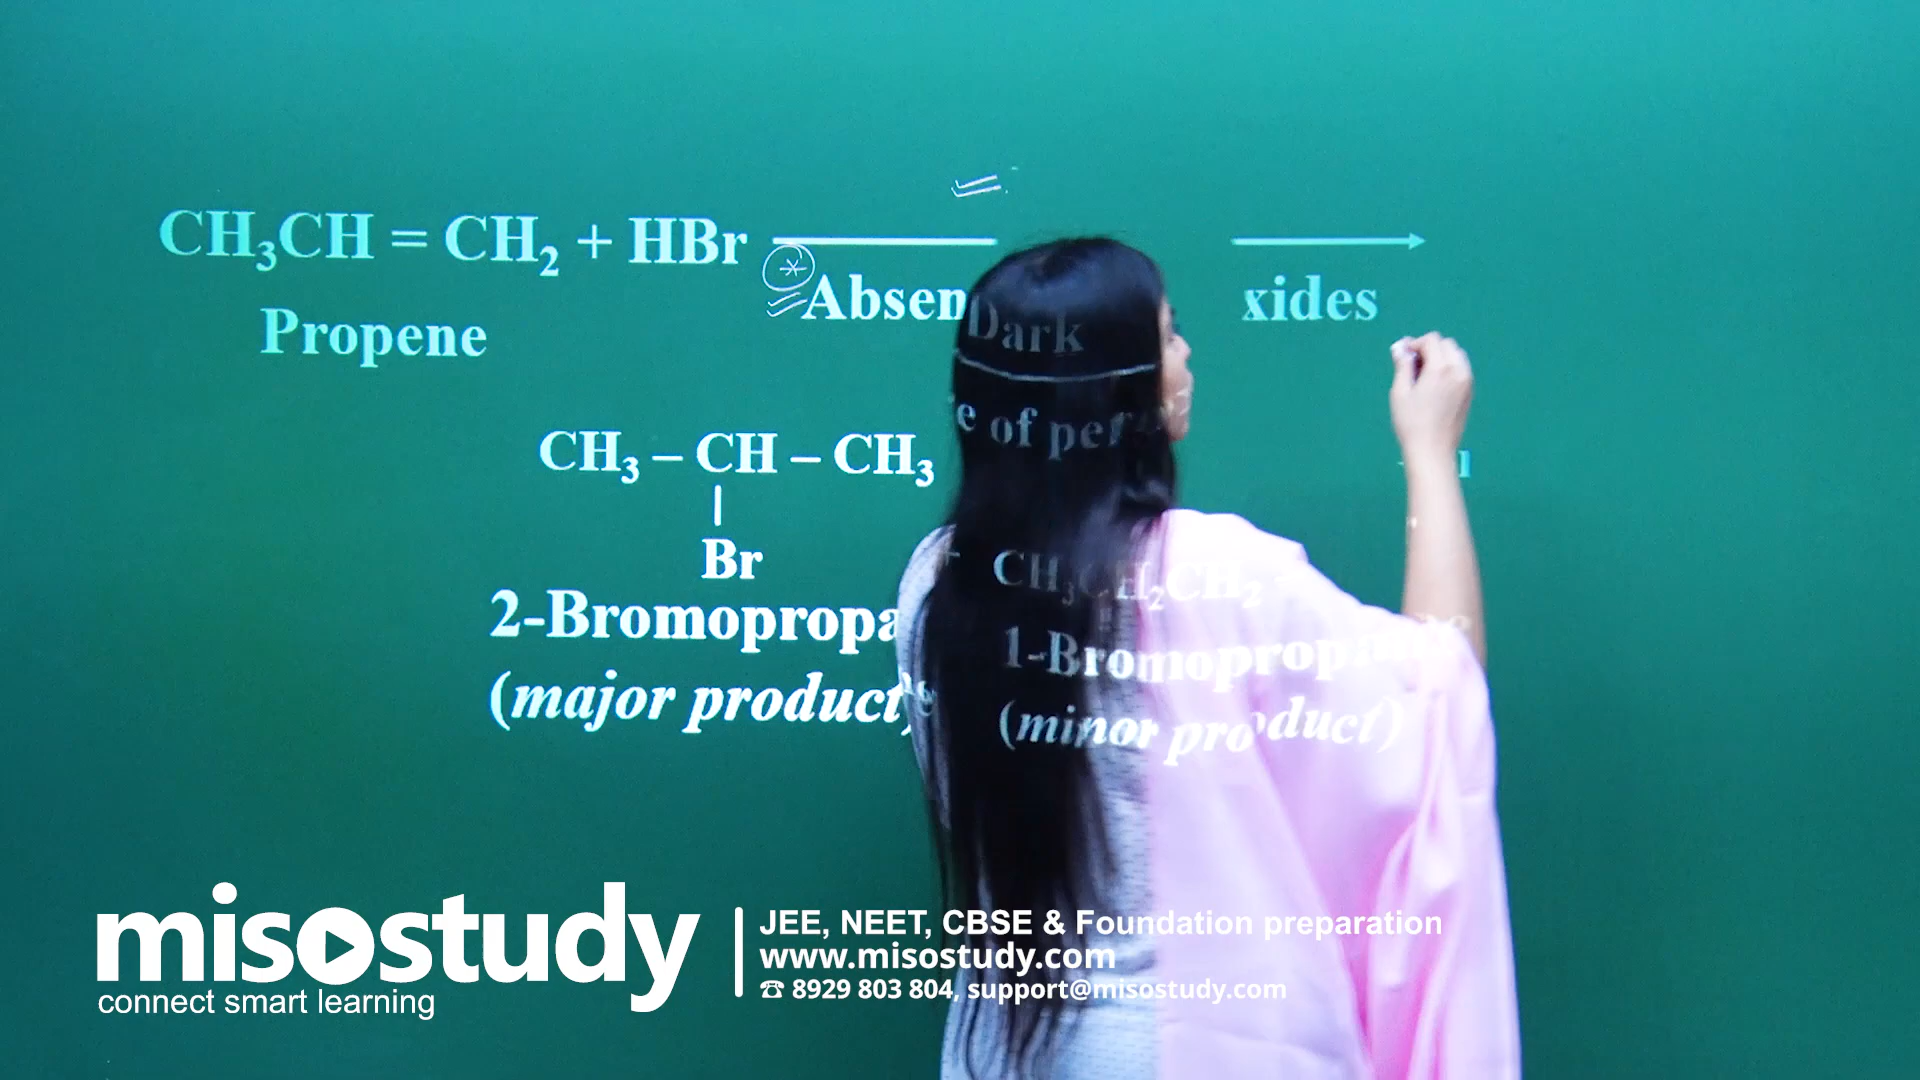 CH₃CH = CH₂ + HBr
Dark
Absen e of per xides
Propene
CH₃ – CH – CH₃
|
Br
+ CH₃CH₂CH₂
2-Bromopropa
1-Bromopropane
(major product)
(minor product)
misostudy
connect smart learning
JEE, NEET, CBSE & Foundation preparation
www.misostudy.com
☎ 8929 803 804, support@misostudy.com